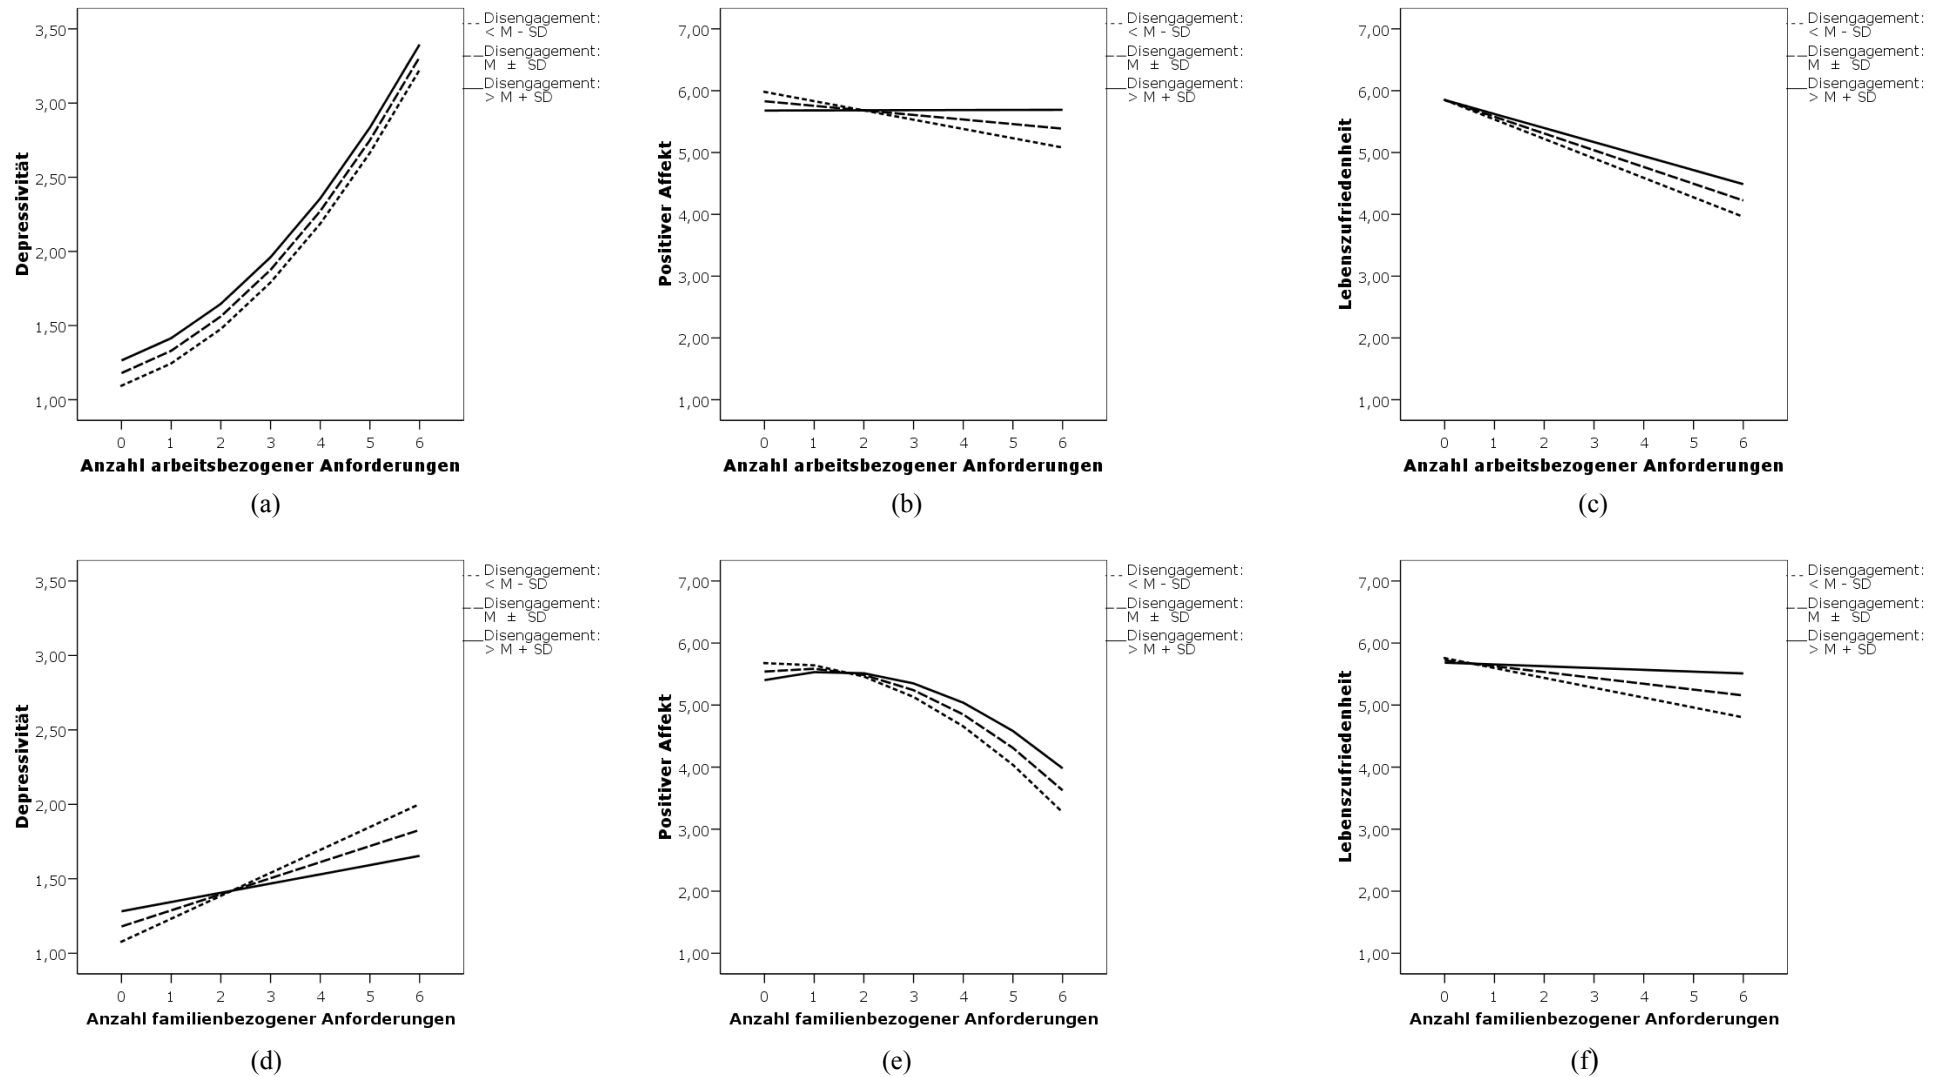 3,50
3,00
2,50
2,00
1,50
1,00
Depressivität
0 1 2 3 4 5 6
Anzahl arbeitsbezogener Anforderungen
Disengagement:
< M - SD
Disengagement:
M ± SD
Disengagement:
> M + SD
(a)
7,00
6,00
5,00
4,00
3,00
2,00
1,00
Positiver Affekt
0 1 2 3 4 5 6
Anzahl arbeitsbezogener Anforderungen
Disengagement:
< M - SD
Disengagement:
M ± SD
Disengagement:
> M + SD
(b)
7,00
6,00
5,00
4,00
3,00
2,00
1,00
Lebenszufriedenheit
0 1 2 3 4 5 6
Anzahl arbeitsbezogener Anforderungen
Disengagement:
< M - SD
Disengagement:
M ± SD
Disengagement:
> M + SD
(c)
3,50
3,00
2,50
2,00
1,50
1,00
Depressivität
0 1 2 3 4 5 6
Anzahl familienbezogener Anforderungen
Disengagement:
< M - SD
Disengagement:
M ± SD
Disengagement:
> M + SD
(d)
7,00
6,00
5,00
4,00
3,00
2,00
1,00
Positiver Affekt
0 1 2 3 4 5 6
Anzahl familienbezogener Anforderungen
Disengagement:
< M - SD
Disengagement:
M ± SD
Disengagement:
> M + SD
(e)
7,00
6,00
5,00
4,00
3,00
2,00
1,00
Lebenszufriedenheit
0 1 2 3 4 5 6
Anzahl familienbezogener Anforderungen
Disengagement:
< M - SD
Disengagement:
M ± SD
Disengagement:
> M + SD
(f)